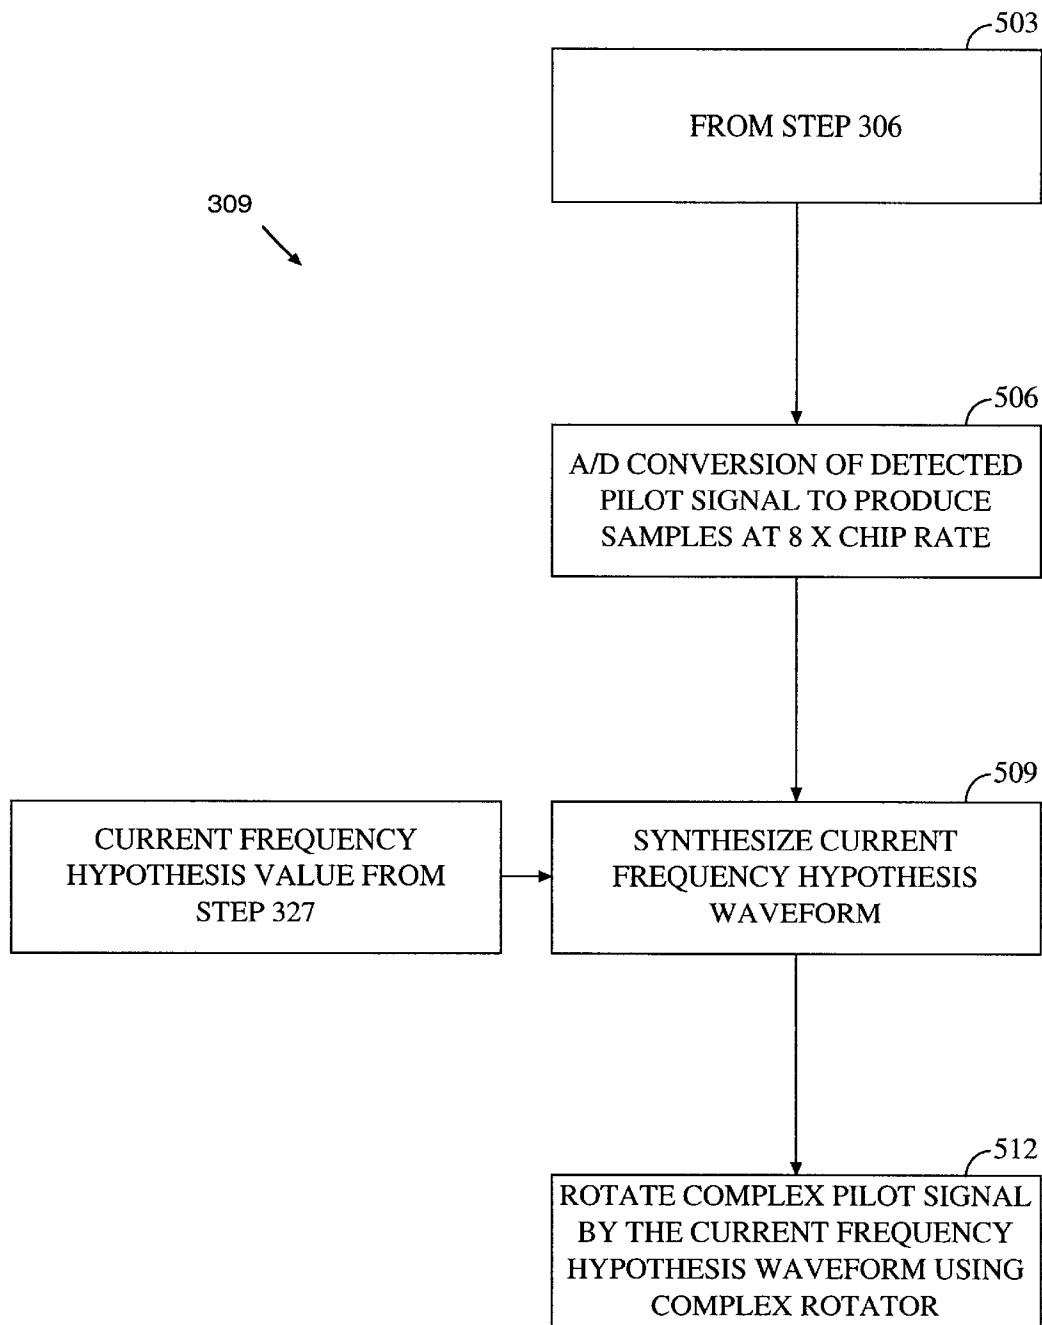 503
FROM STEP 306
309
506
A/D CONVERSION OF DETECTED
PILOT SIGNAL TO PRODUCE
SAMPLES AT 8 X CHIP RATE
509
CURRENT FREQUENCY
HYPOTHESIS VALUE FROM
STEP 327
SYNTHESIZE CURRENT
FREQUENCY HYPOTHESIS
WAVEFORM
512
ROTATE COMPLEX PILOT SIGNAL
BY THE CURRENT FREQUENCY
HYPOTHESIS WAVEFORM USING
COMPLEX ROTATOR